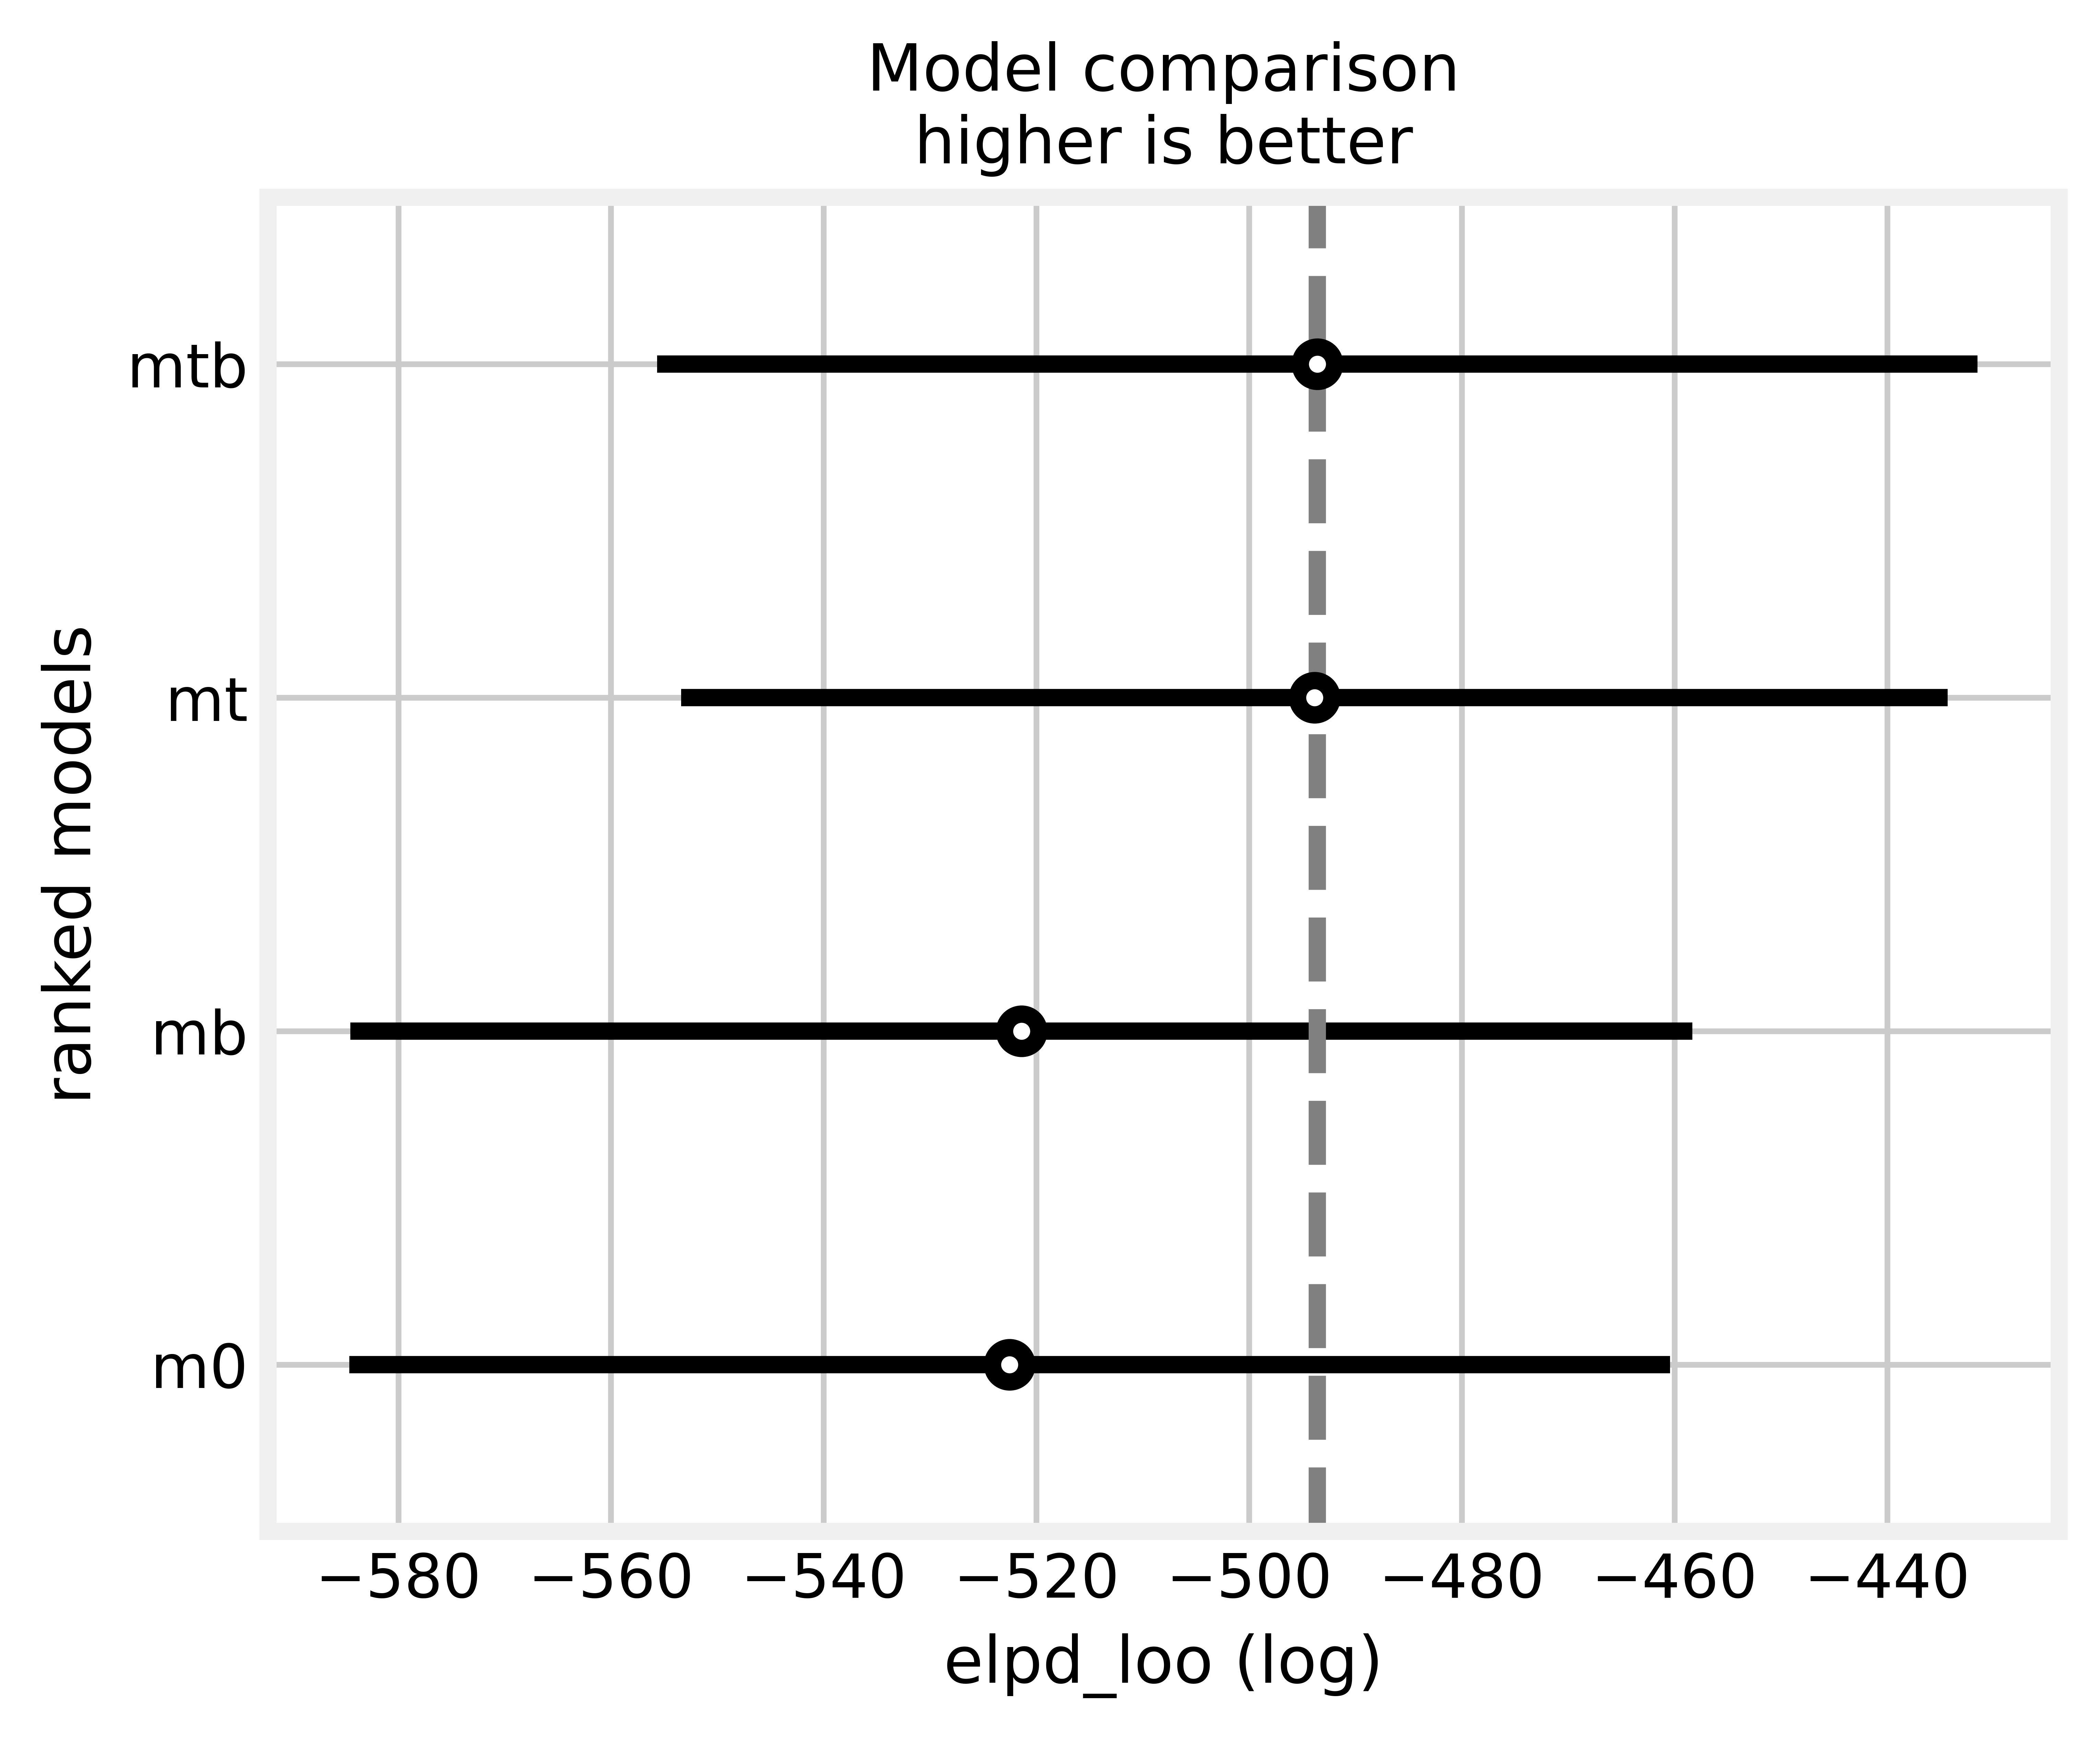 Model comparison
higher is better
mtb
mt
mb
m0
ranked models
−580 −560 −540 −520 −500 −480 −460 −440
elpd_loo (log)